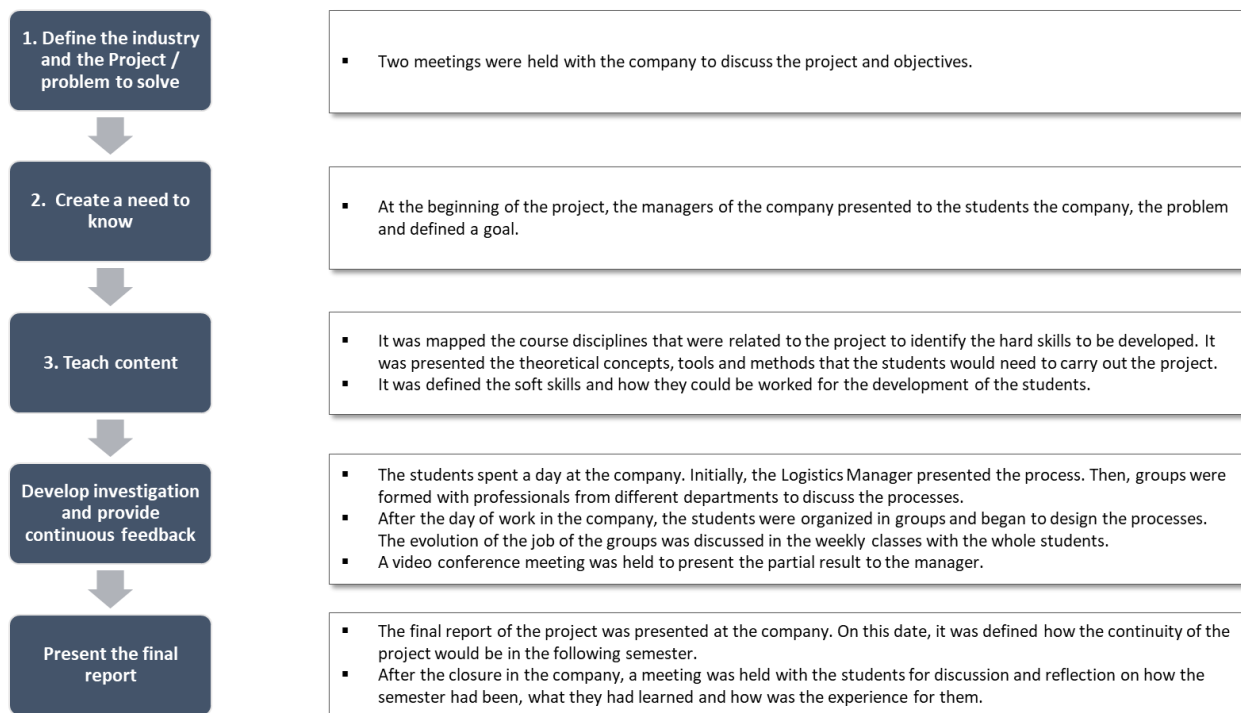 1. Define the industry
and the Project /
problem to solve
▪ Two meetings were held with the company to discuss the project and objectives.
2. Create a need to
know
▪ At the beginning of the project, the managers of the company presented to the students the company, the problem
and defined a goal.
3. Teach content
▪ It was mapped the course disciplines that were related to the project to identify the hard skills to be developed. It
was presented the theoretical concepts, tools and methods that the students would need to carry out the project.
▪ It was defined the soft skills and how they could be worked for the development of the students.
Develop investigation
and provide
continuous feedback
▪ The students spent a day at the company. Initially, the Logistics Manager presented the process. Then, groups were
formed with professionals from different departments to discuss the processes.
▪ After the day of work in the company, the students were organized in groups and began to design the processes.
The evolution of the job of the groups was discussed in the weekly classes with the whole students.
▪ A video conference meeting was held to present the partial result to the manager.
Present the final
report
▪ The final report of the project was presented at the company. On this date, it was defined how the continuity of the
project would be in the following semester.
▪ After the closure in the company, a meeting was held with the students for discussion and reflection on how the
semester had been, what they had learned and how was the experience for them.